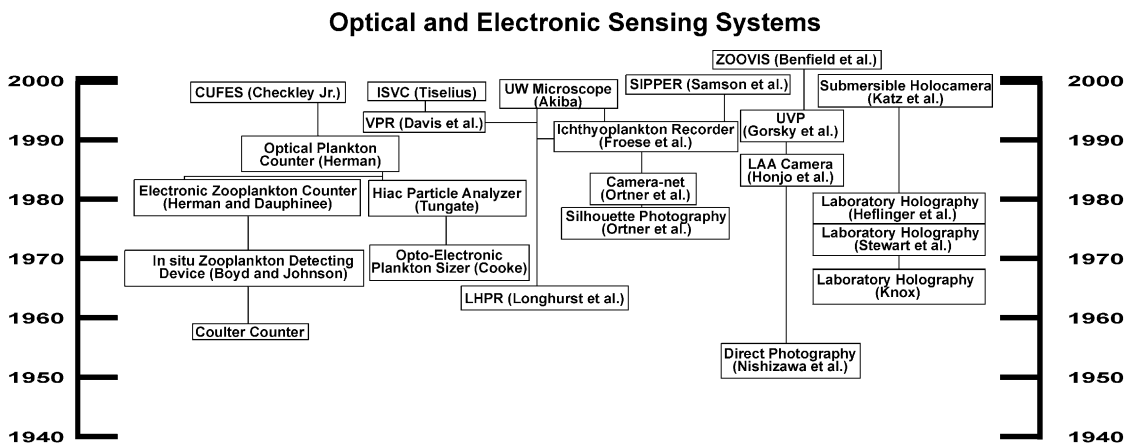 Optical and Electronic Sensing Systems
ZOOVIS (Benfield et al.)
2000
2000
CUFES (Checkley Jr.)
ISVC (Tiselius)
UW Microscope
(Akiba)
SIPPER (Samson et al.)
Submersible Holocamera
(Katz et al.)
VPR (Davis et al.)
Ichthyoplankton Recorder
(Froese et al.)
UVP
(Gorsky et al.)
1990
1990
Optical Plankton
Counter (Herman)
LAA Camera
(Honjo et al.)
Electronic Zooplankton Counter
(Herman and Dauphinee)
Hiac Particle Analyzer
(Tungate)
Camera-net
(Ortner et al.)
1980
1980
Laboratory Holography
(Heflinger et al.)
Silhouette Photography
(Ortner et al.)
Laboratory Holography
(Stewart et al.)
1970
1970
In situ Zooplankton Detecting
Device (Boyd and Johnson)
Opto-Electronic
Plankton Sizer (Cooke)
Laboratory Holography
(Knox)
LHPR (Longhurst et al.)
1960
1960
Coulter Counter
Direct Photography
(Nishizawa et al.)
1950
1950
1940
1940